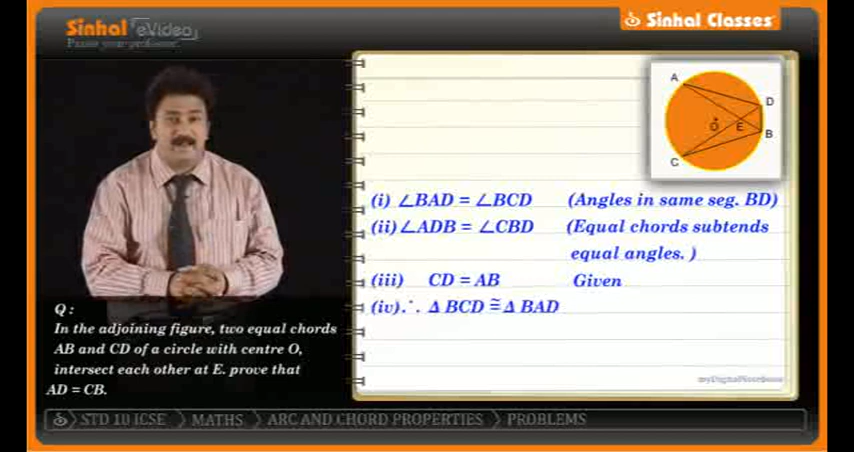 Sinhal eVideo
Pause your professor.
Sinhal Classes
A
D
O
E
B
C
(i) ∠BAD = ∠BCD (Angles in same seg. BD)
(ii) ∠ADB = ∠CBD (Equal chords subtends
equal angles. )
(iii) CD = AB Given
(iv) ∴ Δ BCD ≅ Δ BAD
Q :
In the adjoining figure, two equal chords
AB and CD of a circle with centre O,
intersect each other at E. prove that
AD = CB.
STD 10 ICSE MATHS ARC AND CHORD PROPERTIES PROBLEMS